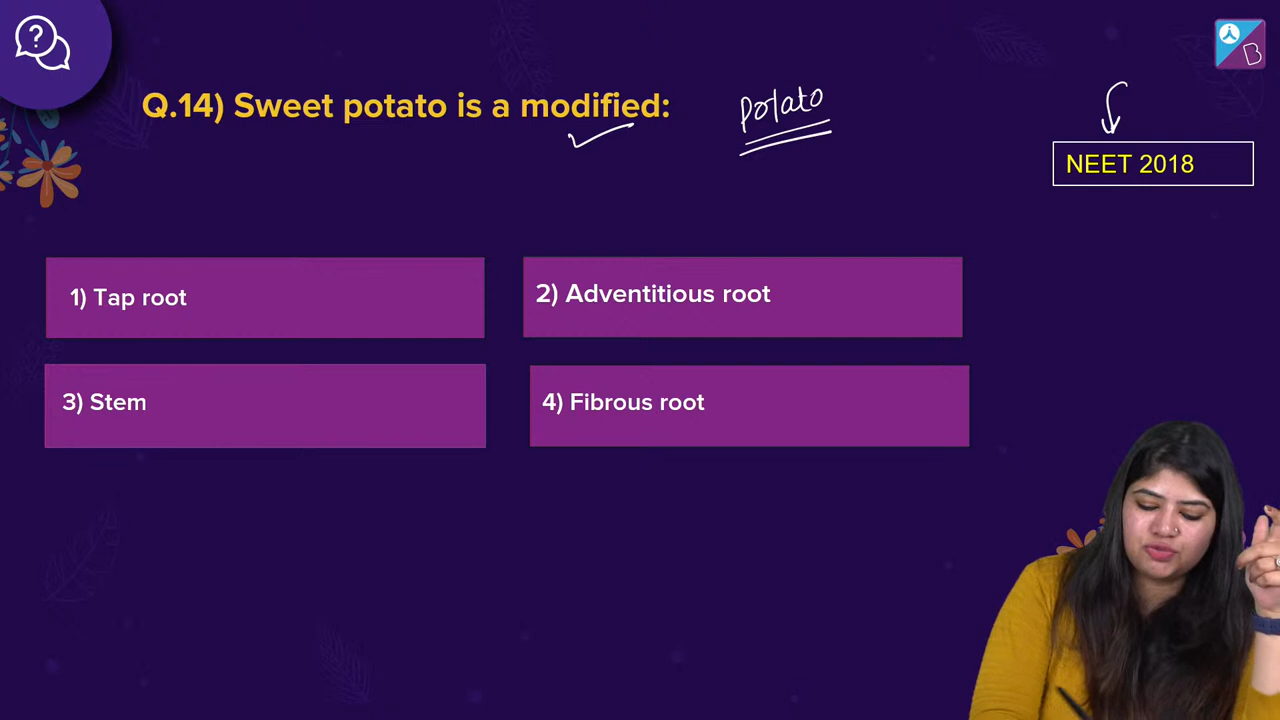 Q.14) Sweet potato is a modified:
Potato
NEET 2018
1) Tap root
2) Adventitious root
3) Stem
4) Fibrous root
?
B